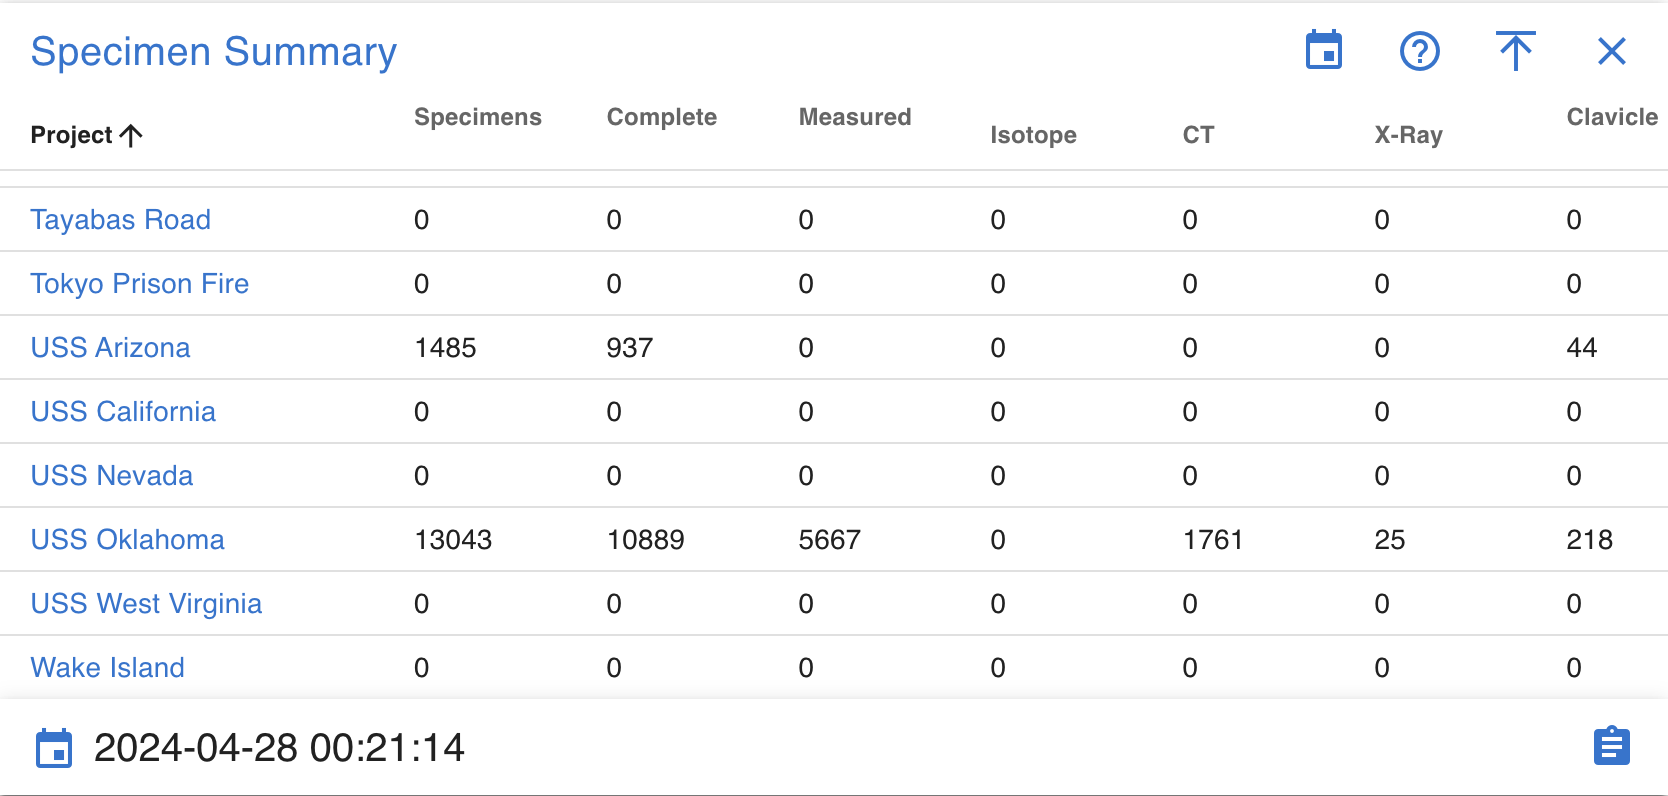 Specimen Summary
Project Specimens Complete Measured Isotope CT X-Ray Clavicle
Tayabas Road 0 0 0 0 0 0 0
Tokyo Prison Fire 0 0 0 0 0 0 0
USS Arizona 1485 937 0 0 0 0 44
USS California 0 0 0 0 0 0 0
USS Nevada 0 0 0 0 0 0 0
USS Oklahoma 13043 10889 5667 0 1761 25 218
USS West Virginia 0 0 0 0 0 0 0
Wake Island 0 0 0 0 0 0 0
2024-04-28 00:21:14